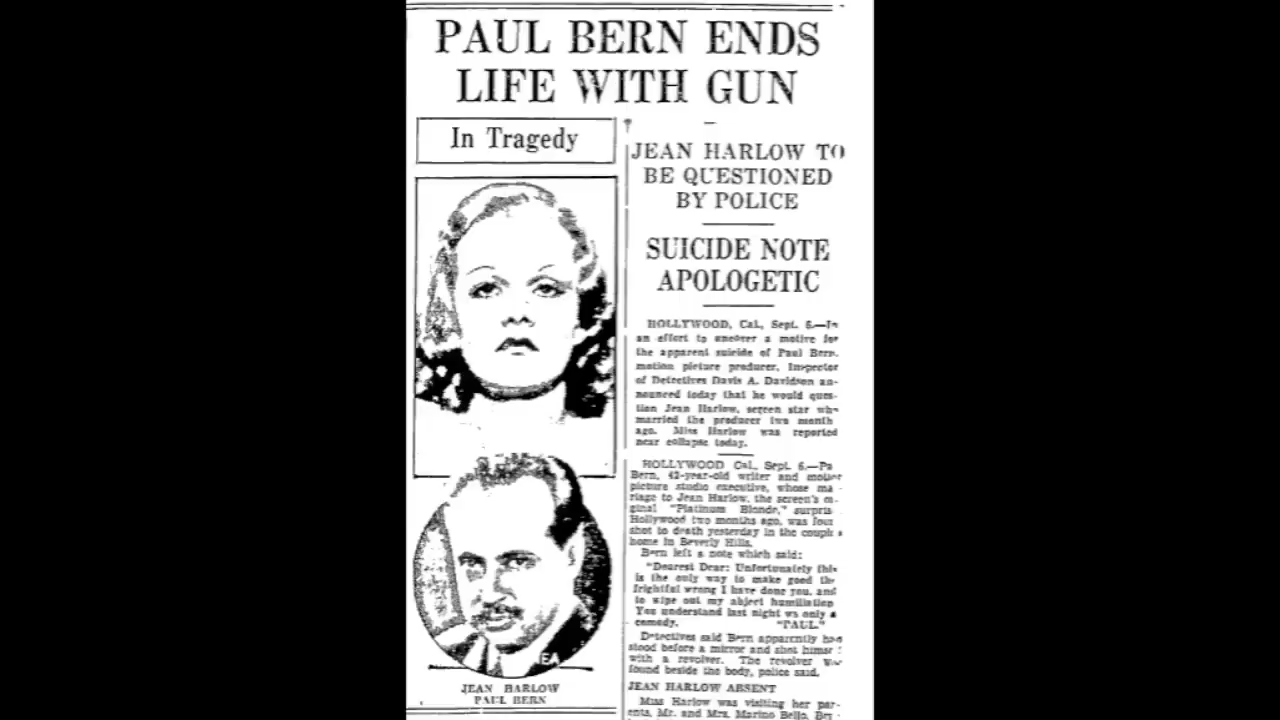 PAUL BERN ENDS
LIFE WITH GUN
In Tragedy
JEAN HARLOW
PAUL BERN
JEAN HARLOW TO
BE QUESTIONED
BY POLICE
SUICIDE NOTE
APOLOGETIC
HOLLYWOOD, Cal., Sept. 6.—In
an effort to uncover a motive for
the apparent suicide of Paul Bern,
motion picture producer, Inspector
of Detectives Davis A. Davidson an-
nounced today that he would ques-
tion Jean Harlow, screen star who
married the producer two month
ago. Miss Harlow was reported
near collapse today.
HOLLYWOOD Cal., Sept. 6.—Pa
Bern, 42-year-old writer and motion
picture studio executive, whose ma
riage to Jean Harlow, the screen's
ginal "Platinum Blonde," surpris
Hollywood two months ago, was four
shot to death yesterday in the couple
home in Beverly Hills.
Bern left a note which said:
"Dearest Dear: Unfortunately this
is the only way to make good the
frightful wrong I have done you, and
to wipe out my abject humiliation
You understand last night ws only a
comedy. "PAUL."
Detectives said Bern apparently had
stood before a mirror and shot himse
with a revolver. The revolver was
found beside the body, police said.
JEAN HARLOW ABSENT
Miss Harlow was visiting her par-
ents, Mr. and Mrs. Marino Bello, Bev